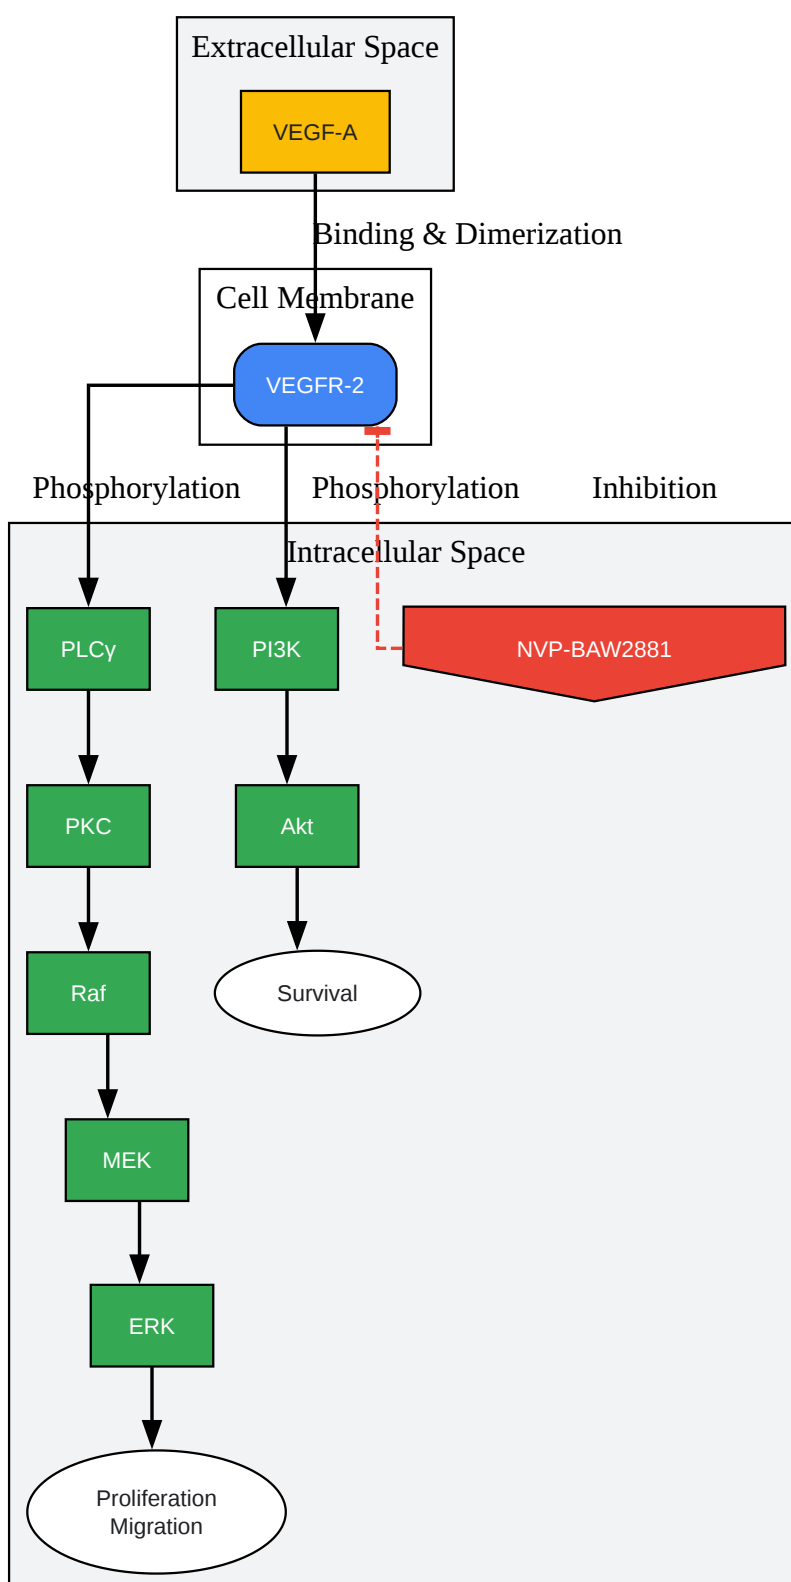 Extracellular Space
VEGF-A
Binding & Dimerization
Cell Membrane
VEGFR-2
Phosphorylation
Phosphorylation
Inhibition
Intracellular Space
PLCγ
PI3K
NVP-BAW2881
PKC
Akt
Raf
Survival
MEK
ERK
Proliferation
Migration